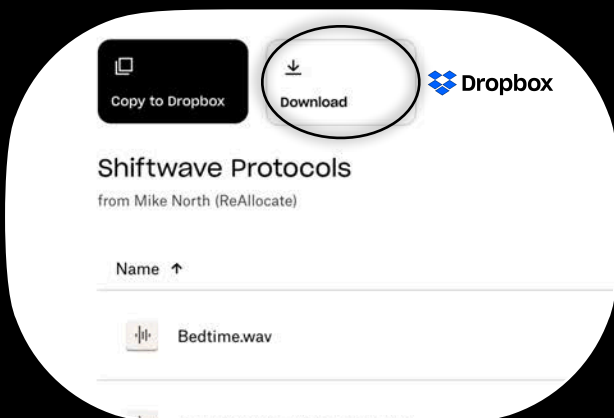 Copy to Dropbox
Download
Dropbox
Shiftwave Protocols
from Mike North (ReAllocate)
Name ↑
Bedtime.wav